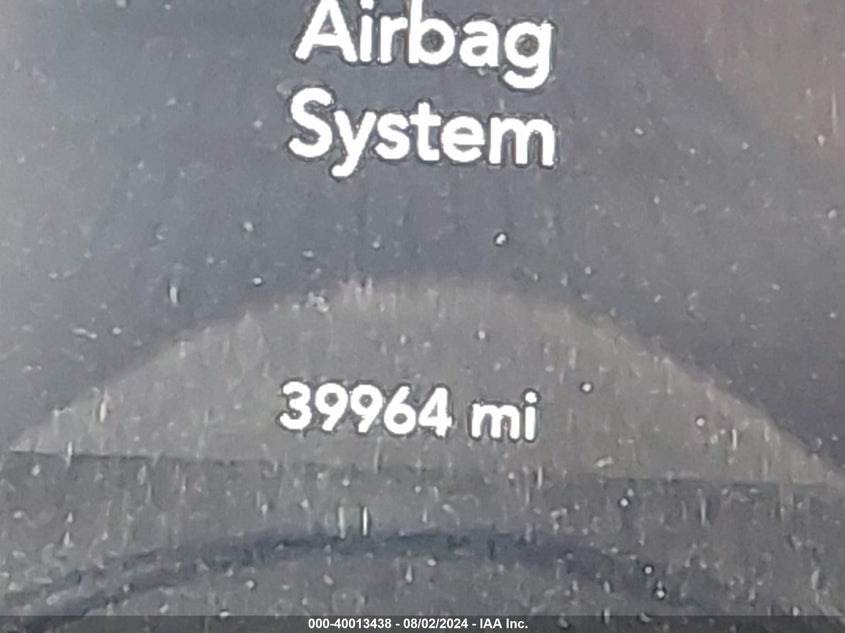 Airbag
System
39964 mi
000-40013438 - 08/02/2024 - IAA Inc.